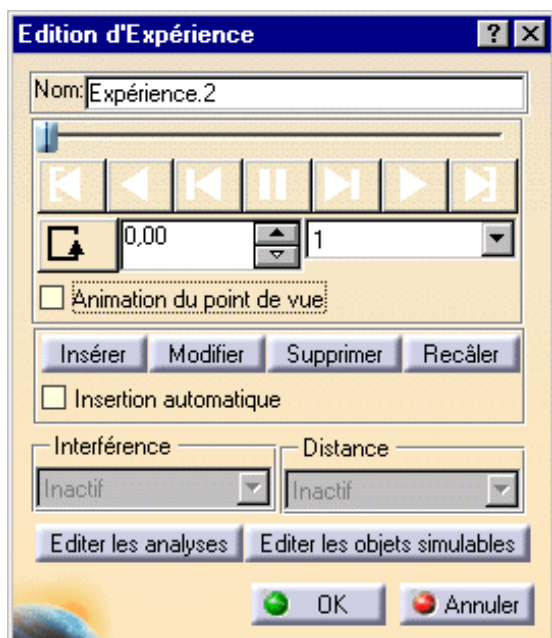 Edition d'Expérience
Nom: Expérience.2
0,00 1
Animation du point de vue
Insérer Modifier Supprimer Recâler
Insertion automatique
Interférence Distance
Inactif Inactif
Editer les analyses Editer les objets simulables
OK Annuler